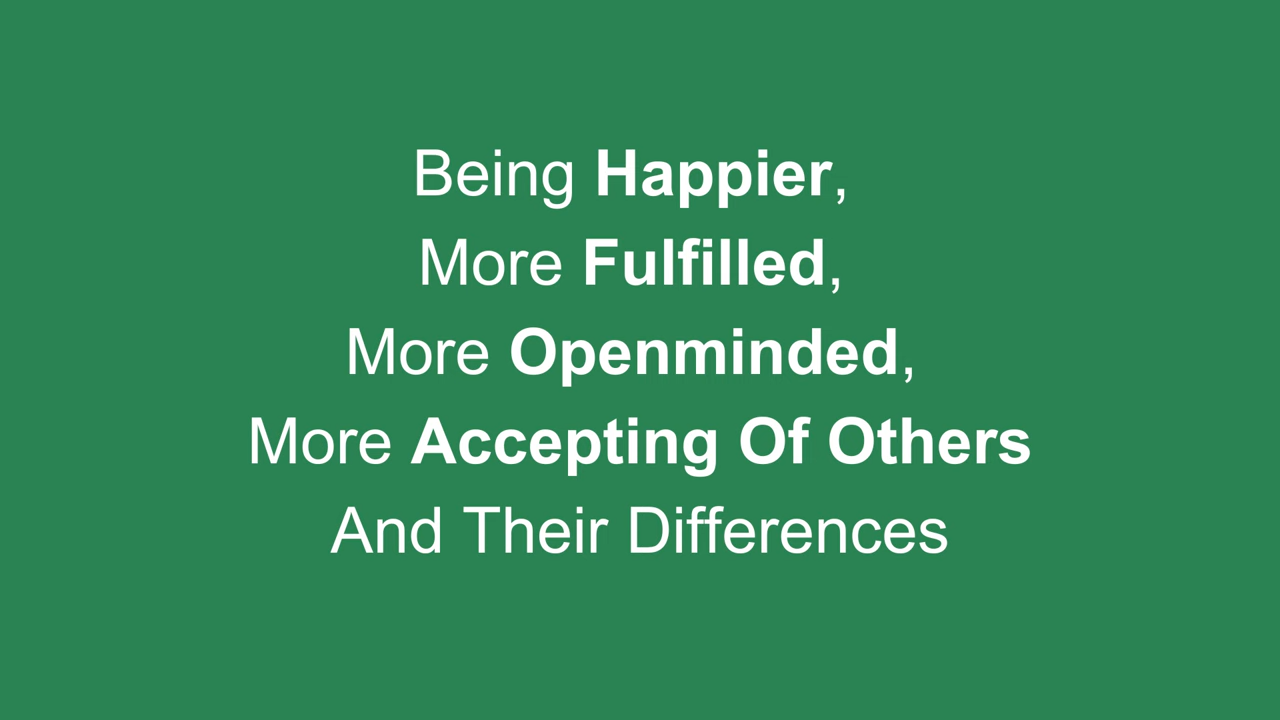 Being Happier,
More Fulfilled,
More Openminded,
More Accepting Of Others
And Their Differences